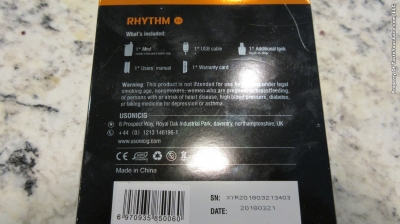 RHYTHM
What's included:
1* Mod
1* USB cable
1* Additional tank
1* Users' manual
1* Warranty card
Warning: This product is not intended for use by under legal
smoking age, nonsmokers, women who are pregnant or breastfeeding,
or persons with or at risk of heart disease, high blood pressure, diabetes,
or taking medicine for depression or asthma.
USONICIG
6 Prospect Way, Royal Oak Industrial Park, daventry, northamptonshire, UK
+44 (0) 1213 146196-1
www.usonicig.com
Made in China
SN: XYR201803213403
DATE: 20180321
6 970935 850060